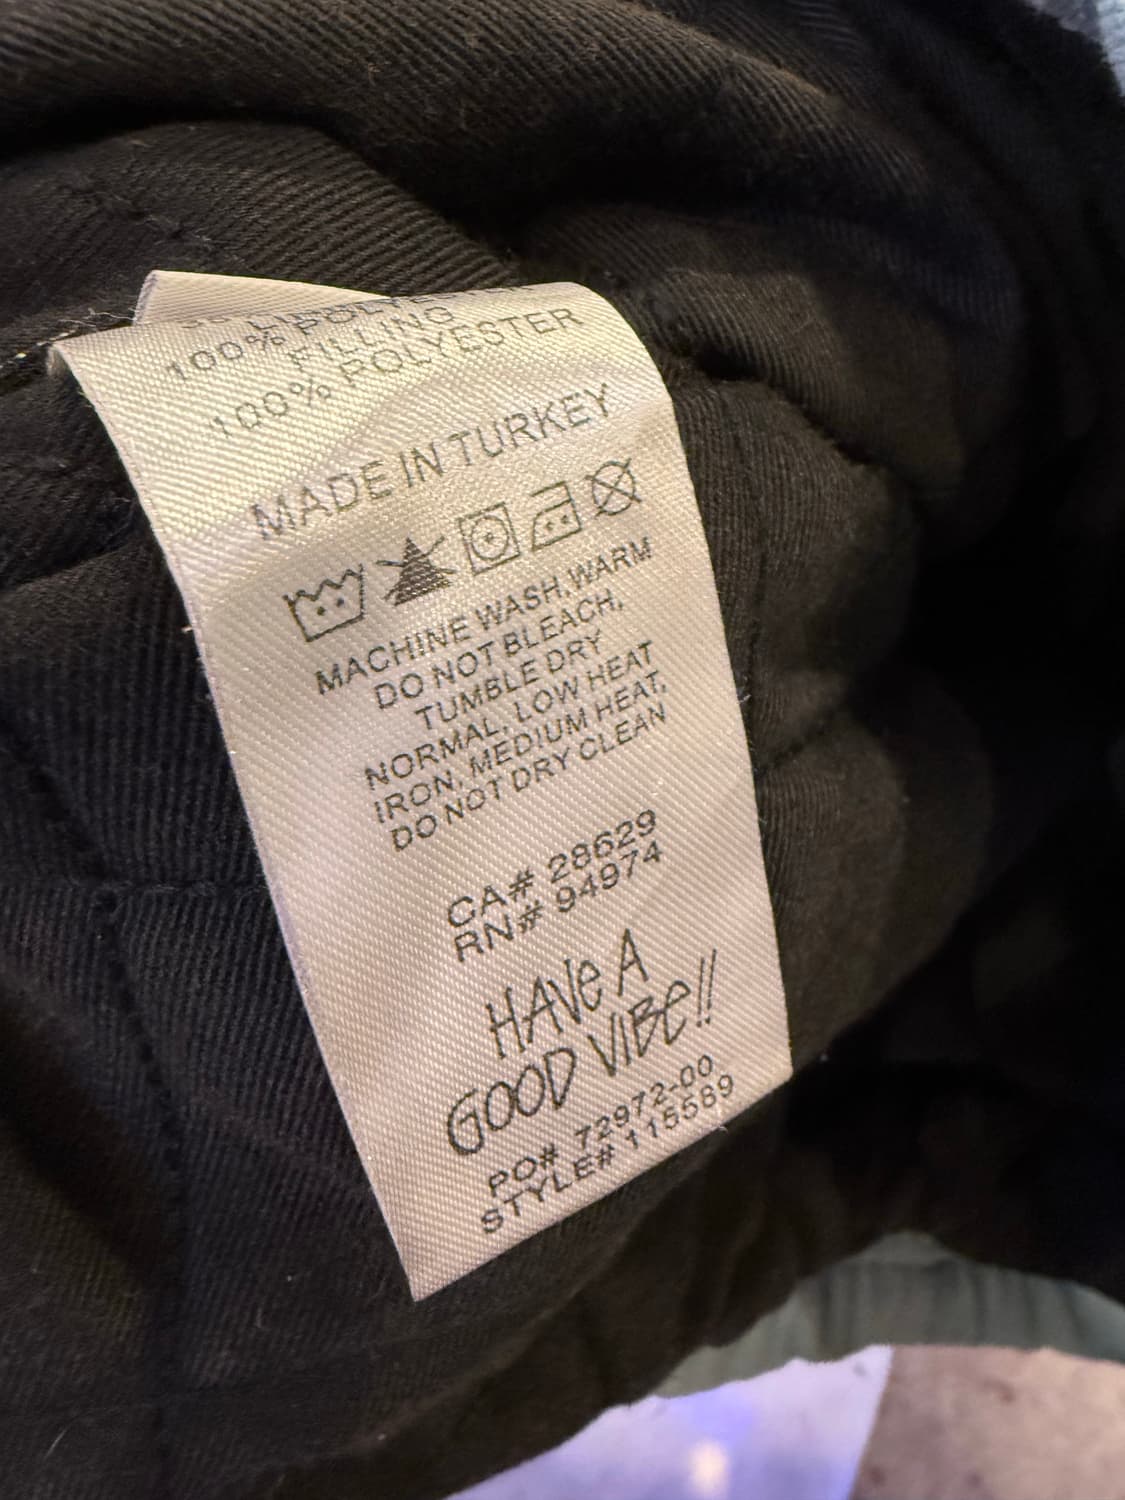 100% POLYESTER
FILLING
100% POLYESTER
MADE IN TURKEY
MACHINE WASH, WARM
DO NOT BLEACH,
TUMBLE DRY
NORMAL, LOW HEAT
IRON, MEDIUM HEAT,
DO NOT DRY CLEAN
CA# 28629
RN# 94974
HAVe A
GOOD VIBe!!
PO# 72972-00
STYLE# 115589